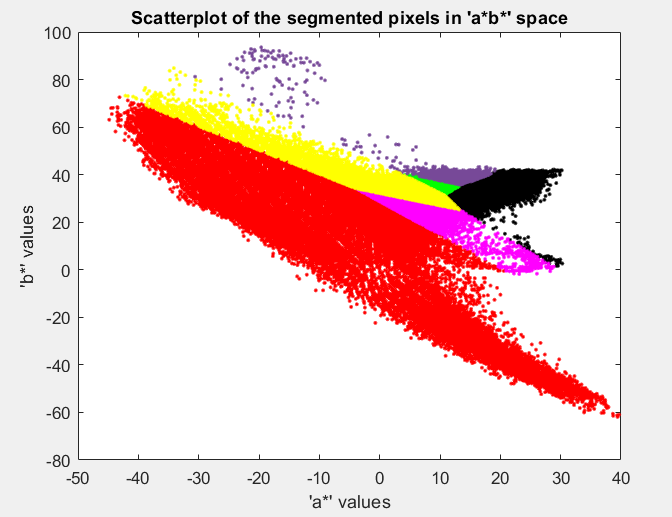 Scatterplot of the segmented pixels in 'a*b*' space
100
80
60
40
20
0
-20
-40
-60
-80
'b*' values
-50 -40 -30 -20 -10 0 10 20 30 40
'a*' values